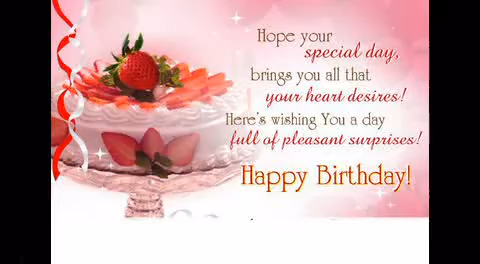 Hope your
special day,
brings you all that
your heart desires!
Here's wishing You a day
full of pleasant surprises!
Happy Birthday!